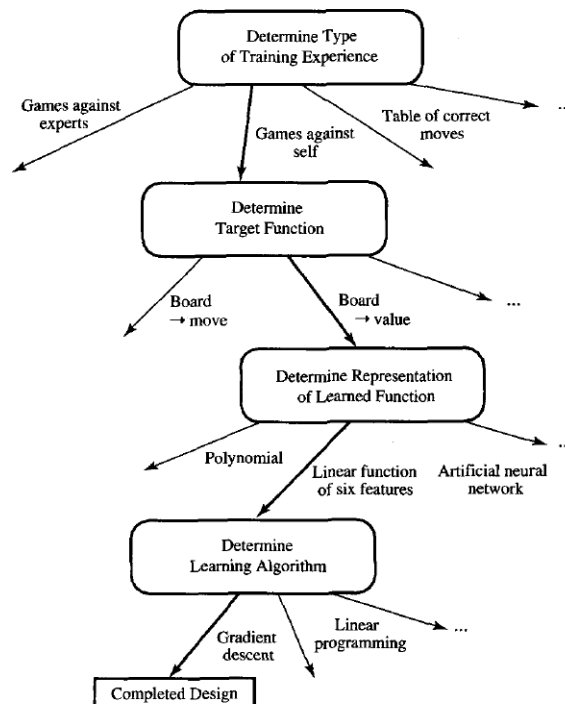 Determine Type
of Training Experience
Games against
experts
Games against
self
Table of correct
moves
...
Determine
Target Function
Board
→ move
Board
→ value
...
Determine Representation
of Learned Function
Polynomial
Linear function
of six features
Artificial neural
network
...
Determine
Learning Algorithm
Gradient
descent
Linear
programming
...
Completed Design